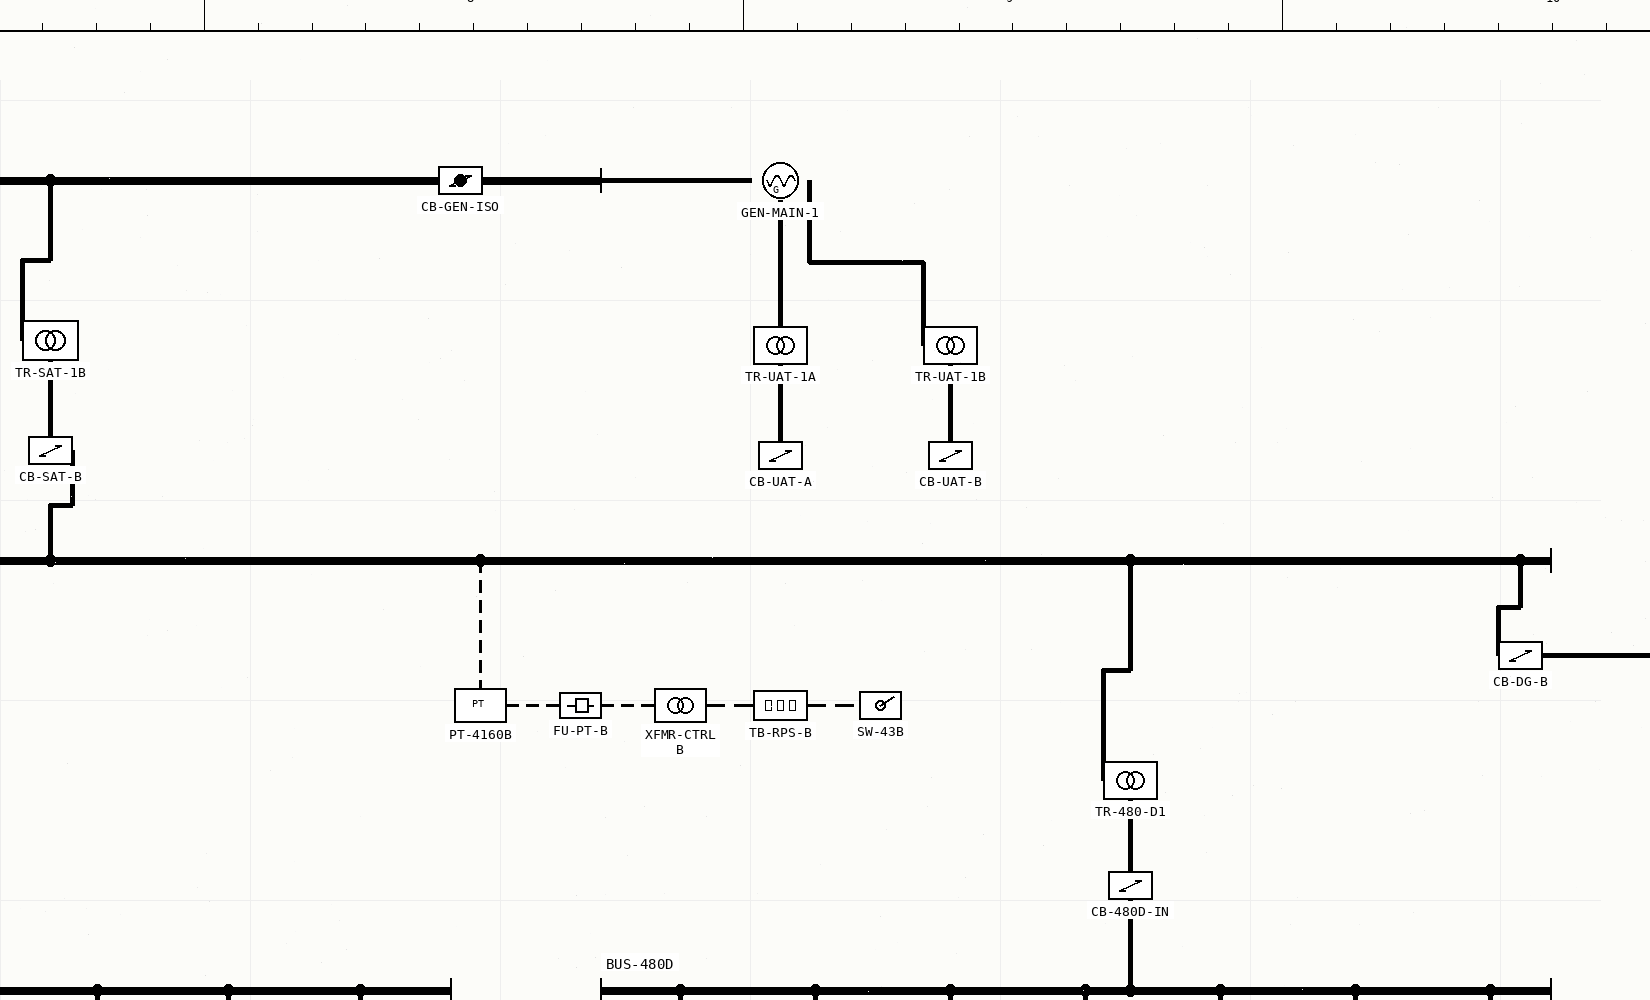 CB-GEN-ISO
G
GEN-MAIN-1
TR-SAT-1B
TR-UAT-1A
TR-UAT-1B
CB-SAT-B
CB-UAT-A
CB-UAT-B
CB-DG-B
PT
PT-4160B
FU-PT-B
XFMR-CTRL
B
TB-RPS-B
SW-43B
TR-480-D1
CB-480D-IN
BUS-480D